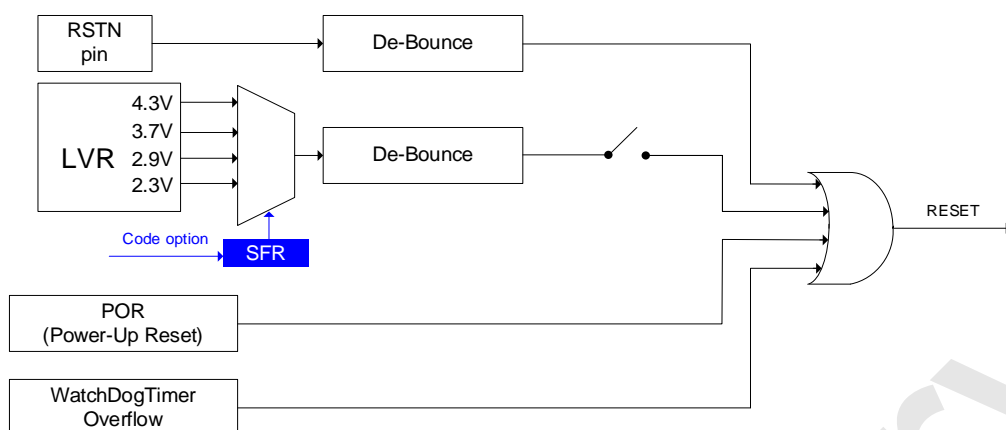 RSTN
pin
De-Bounce
4.3V
3.7V
2.9V
2.3V
LVR
De-Bounce
Code option
SFR
RESET
POR
(Power-Up Reset)
WatchDogTimer
Overflow